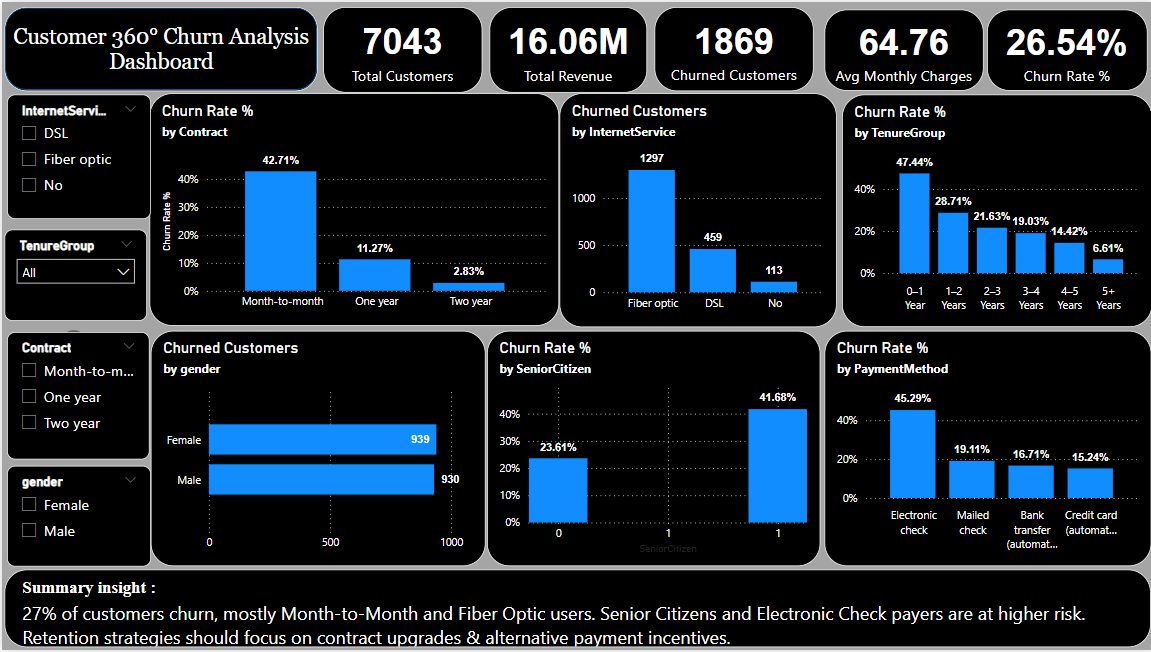 Customer 360° Churn Analysis
Dashboard
7043
Total Customers
16.06M
Total Revenue
1869
Churned Customers
64.76
Avg Monthly Charges
26.54%
Churn Rate %
InternetServi...
DSL
Fiber optic
No
TenureGroup
All
Contract
Month-to-m...
One year
Two year
gender
Female
Male
Churn Rate %
by Contract
Churn Rate %
40%
30%
20%
10%
0%
42.71%
11.27%
2.83%
Month-to-month
One year
Two year
Churned Customers
by InternetService
1000
500
0
1297
459
113
Fiber optic
DSL
No
Churn Rate %
by TenureGroup
40%
20%
0%
47.44%
28.71%
21.63%
19.03%
14.42%
6.61%
0–1
Year
1–2
Years
2–3
Years
3–4
Years
4–5
Years
5+
Years
Churned Customers
by gender
Female
939
Male
930
0
500
1000
Churn Rate %
by SeniorCitizen
40%
30%
20%
10%
0%
23.61%
41.68%
0
1
1
SeniorCitizen
Churn Rate %
by PaymentMethod
40%
20%
0%
45.29%
19.11%
16.71%
15.24%
Electronic
check
Mailed
check
Bank
transfer
(automat...
Credit card
(automat...
Summary insight :
27% of customers churn, mostly Month-to-Month and Fiber Optic users. Senior Citizens and Electronic Check payers are at higher risk.
Retention strategies should focus on contract upgrades & alternative payment incentives.